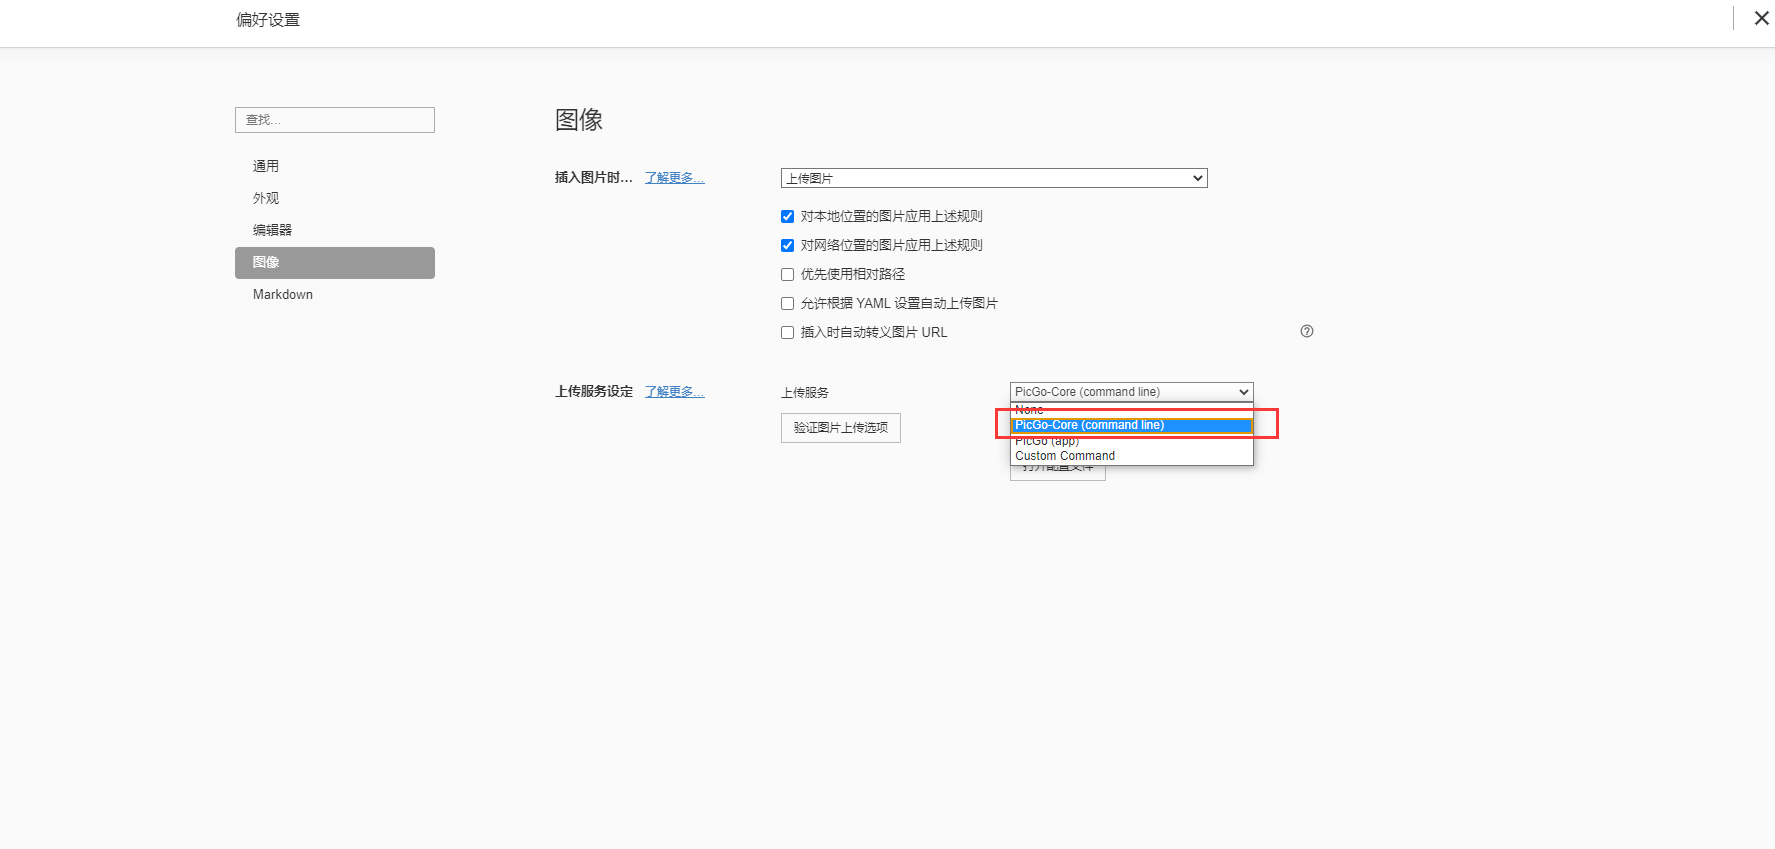 偏好设置
查找...
通用
外观
编辑器
图像
Markdown
图像
插入图片时... 了解更多... 上传图片
对本地位置的图片应用上述规则
对网络位置的图片应用上述规则
优先使用相对路径
允许根据 YAML 设置自动上传图片
插入时自动转义图片 URL
上传服务设定 了解更多... 上传服务 PicGo-Core (command line)
None
验证图片上传选项 PicGo-Core (command line)
PicGo (app)
Custom Command
打开配置文件